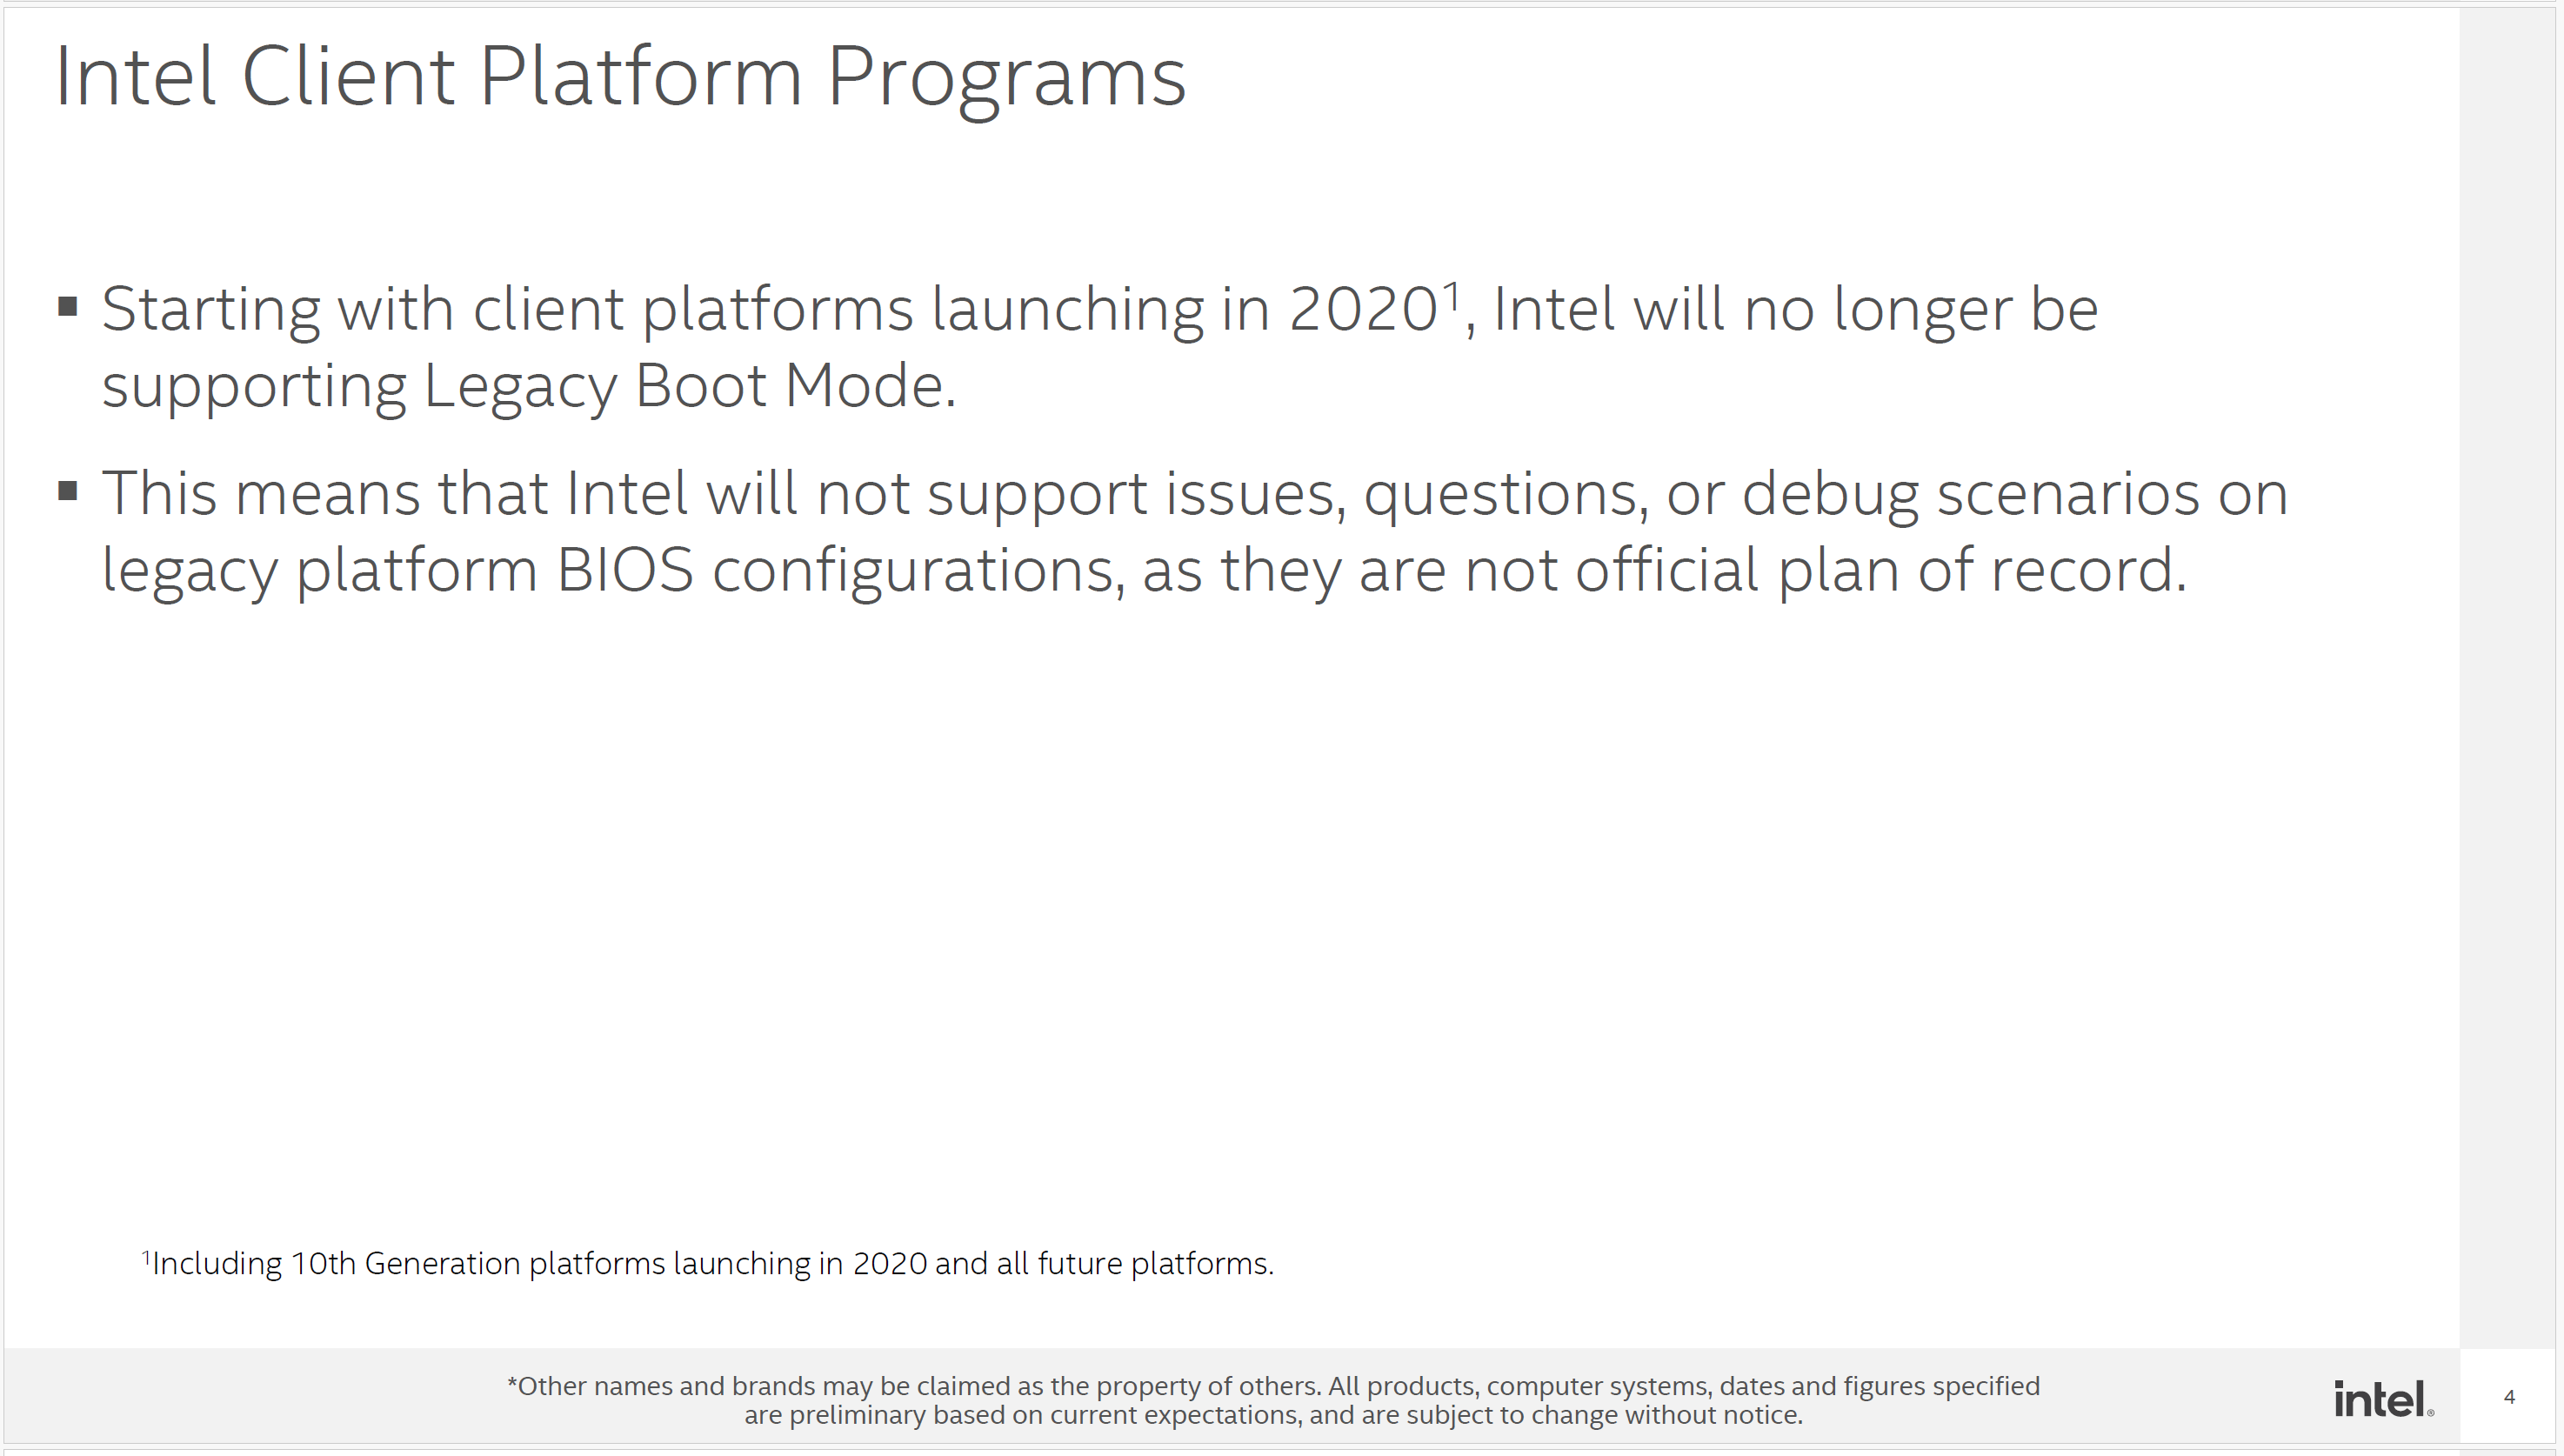 Intel Client Platform Programs
▪ Starting with client platforms launching in 2020¹, Intel will no longer be
supporting Legacy Boot Mode.
▪ This means that Intel will not support issues, questions, or debug scenarios on
legacy platform BIOS configurations, as they are not official plan of record.
¹Including 10th Generation platforms launching in 2020 and all future platforms.
*Other names and brands may be claimed as the property of others. All products, computer systems, dates and figures specified
are preliminary based on current expectations, and are subject to change without notice.
intel®
4